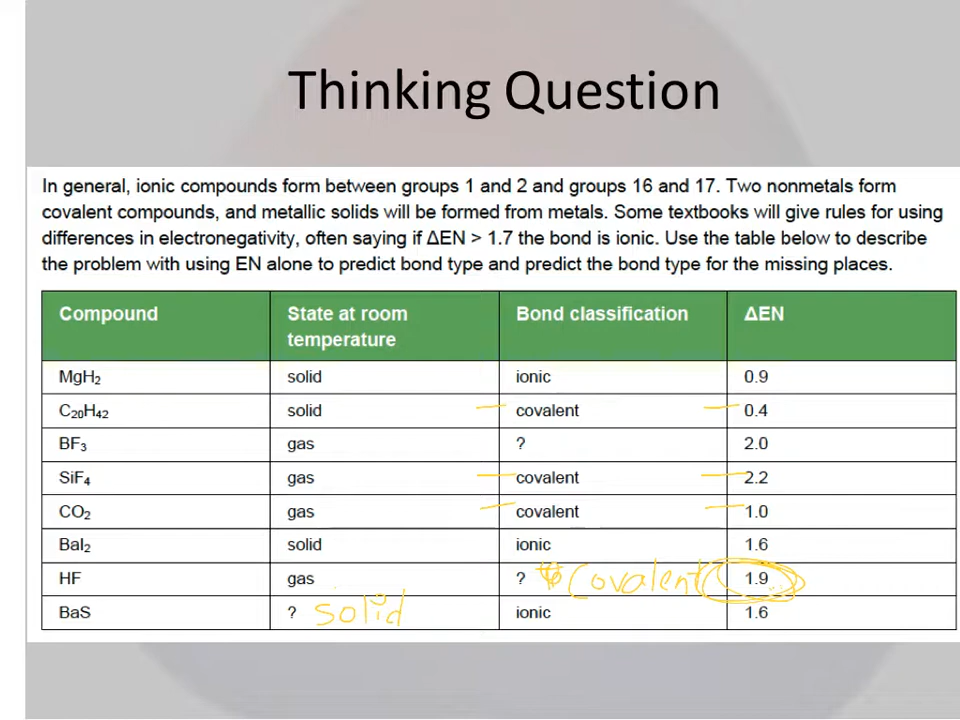 Thinking Question
In general, ionic compounds form between groups 1 and 2 and groups 16 and 17. Two nonmetals form
covalent compounds, and metallic solids will be formed from metals. Some textbooks will give rules for using
differences in electronegativity, often saying if ΔEN > 1.7 the bond is ionic. Use the table below to describe
the problem with using EN alone to predict bond type and predict the bond type for the missing places.
Compound State at room temperature Bond classification ΔEN
MgH₂ solid ionic 0.9
C₂₀H₄₂ solid covalent 0.4
BF₃ gas ? 2.0
SiF₄ gas covalent 2.2
CO₂ gas covalent 1.0
BaI₂ solid ionic 1.6
HF gas ? Covalent 1.9
BaS ? solid ionic 1.6